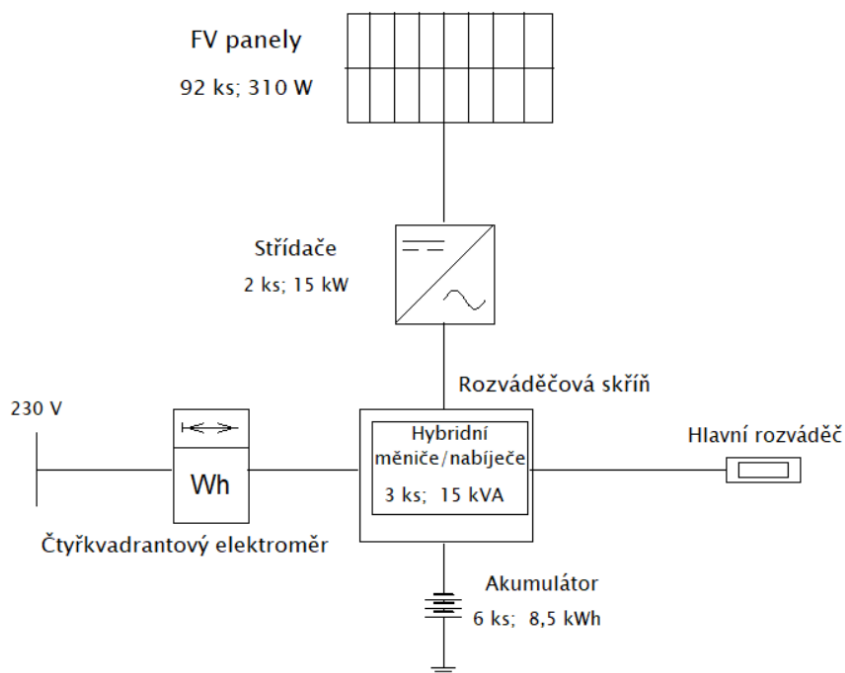 FV panely
92 ks; 310 W
Střídače
2 ks; 15 kW
Rozváděčová skříň
230 V
Hybridní
měniče/nabíječe
3 ks; 15 kVA
Hlavní rozváděč
Wh
Čtyřkvadrantový elektroměr
Akumulátor
6 ks; 8,5 kWh